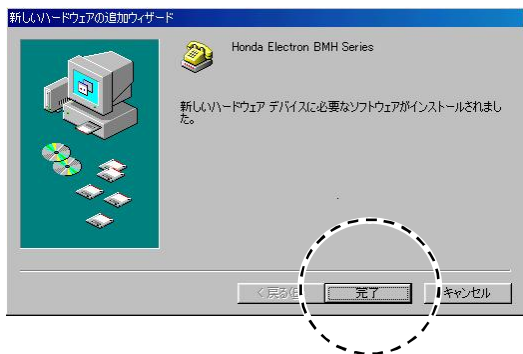 新しいハードウェアの追加ウィザード
Honda Electron BMH Series
新しいハードウェア デバイスに必要なソフトウェアがインストールされまし
た。
< 戻る(B)
完了
キャンセル